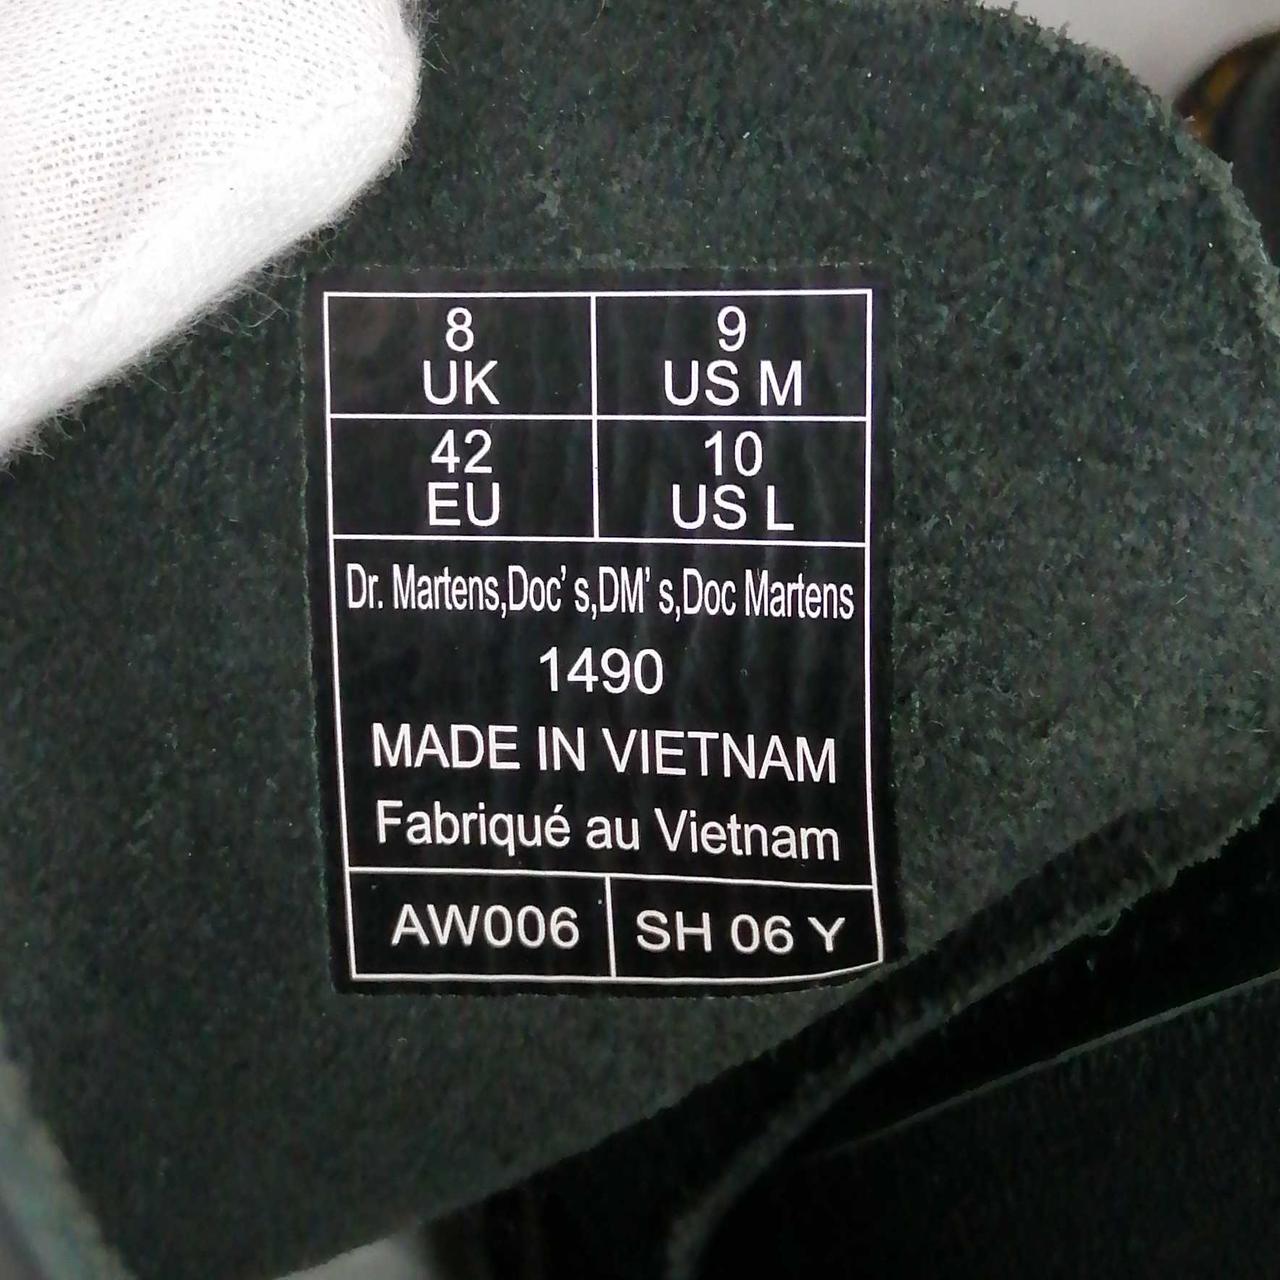 8
UK
9
US M
42
EU
10
US L
Dr. Martens,Doc' s,DM' s,Doc Martens
1490
MADE IN VIETNAM
Fabriqué au Vietnam
AW006
SH 06 Y